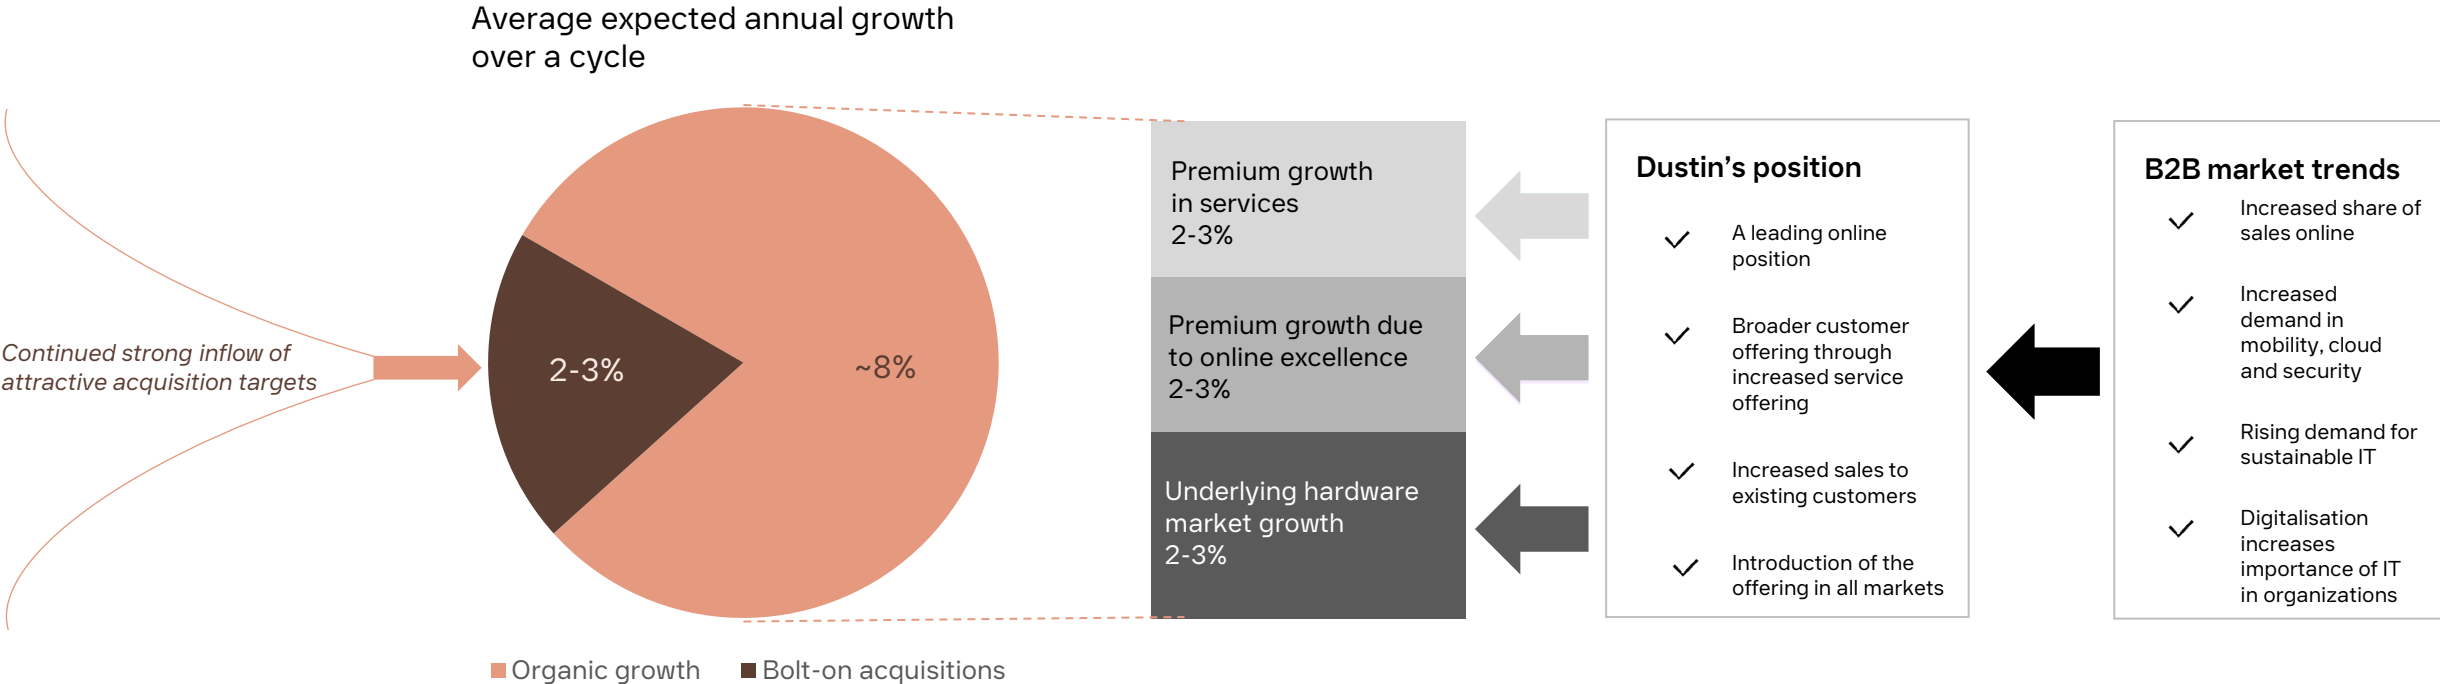 Average expected annual growth
over a cycle
Continued strong inflow of
attractive acquisition targets
2-3%
~8%
Organic growth
Bolt-on acquisitions
Premium growth
in services
2-3%
Premium growth due
to online excellence
2-3%
Underlying hardware
market growth
2-3%
Dustin’s position
A leading online
position
Broader customer
offering through
increased service
offering
Increased sales to
existing customers
Introduction of the
offering in all markets
B2B market trends
Increased share of
sales online
Increased
demand in
mobility, cloud
and security
Rising demand for
sustainable IT
Digitalisation
increases
importance of IT
in organizations